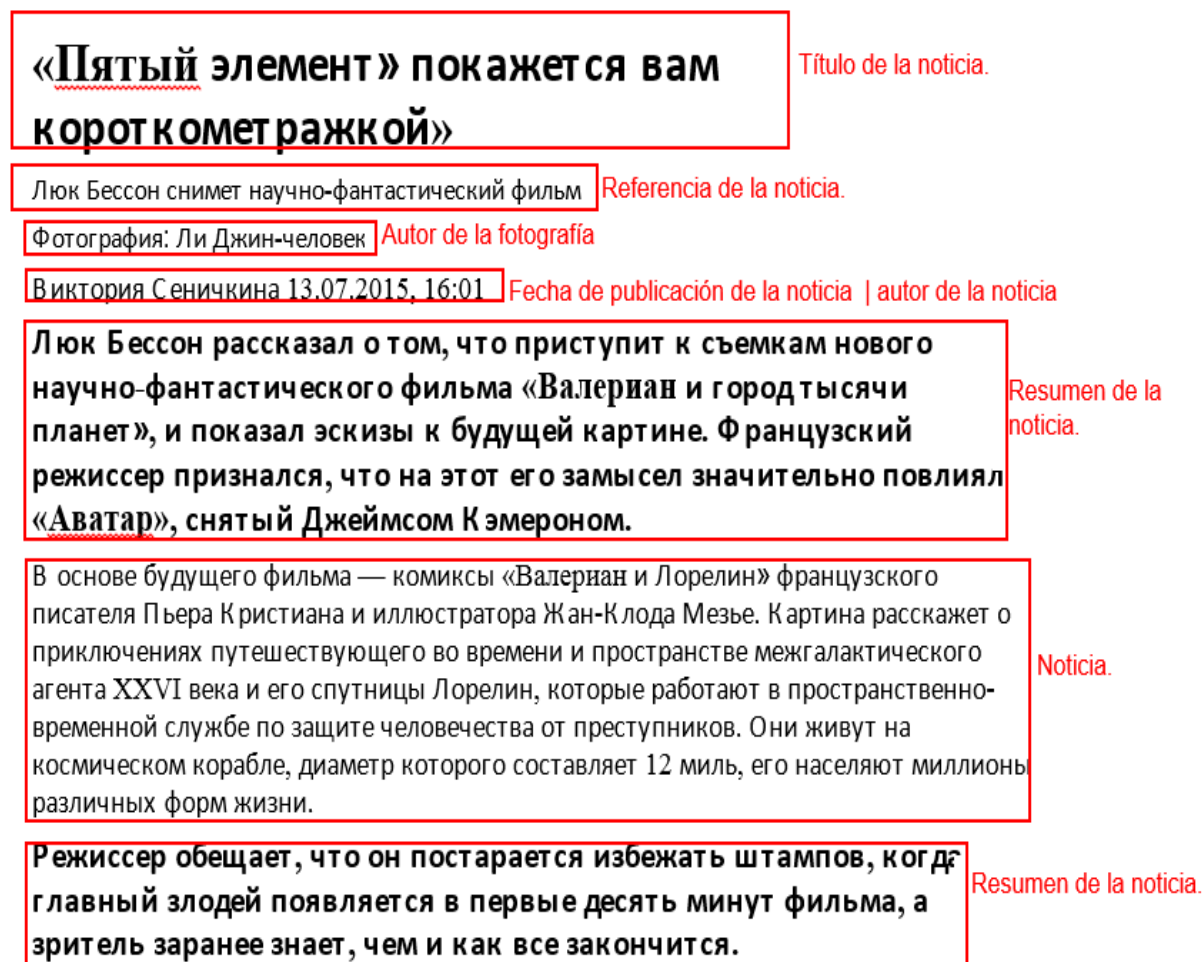 «Пятый элемент» покажется вам
короткометражкой»
Título de la noticia.
Люк Бессон снимет научно-фантастический фильм
Referencia de la noticia.
Фотография: Ли Джин-человек
Autor de la fotografía
Виктория Сеничкина 13.07.2015, 16:01
Fecha de publicación de la noticia | autor de la noticia
Люк Бессон рассказал о том, что приступит к съемкам нового
научно-фантастического фильма «Валериан и город тысячи
планет», и показал эскизы к будущей картине. Французский
режиссер признался, что на этот его замысел значительно повлиял
«Аватар», снятый Джеймсом Кэмероном.
Resumen de la
noticia.
В основе будущего фильма — комиксы «Валериан и Лорелин» французского
писателя Пьера Кристиана и иллюстратора Жан-Клода Мезье. Картина расскажет о
приключениях путешествующего во времени и пространстве межгалактического
агента XXVI века и его спутницы Лорелин, которые работают в пространственно-
временной службе по защите человечества от преступников. Они живут на
космическом корабле, диаметр которого составляет 12 миль, его населяют миллионы
различных форм жизни.
Noticia.
Режиссер обещает, что он постарается избежать штампов, когда
главный злодей появляется в первые десять минут фильма, а
зритель заранее знает, чем и как все закончится.
Resumen de la noticia.